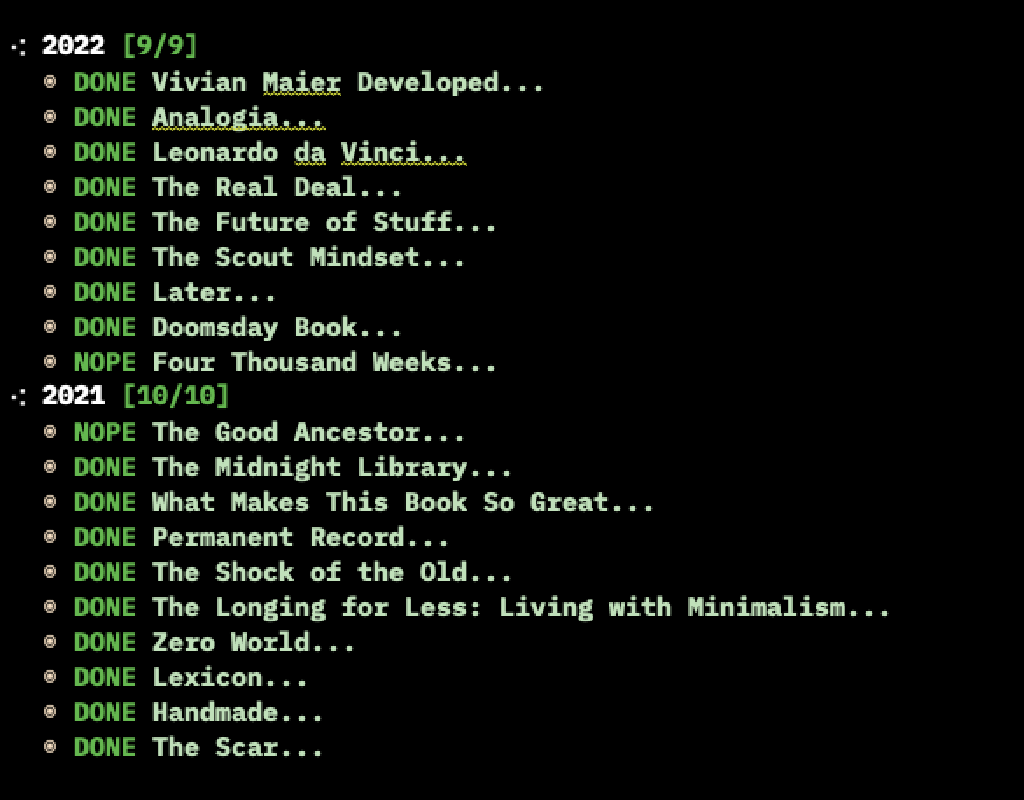 2022 [9/9]
DONE Vivian Maier Developed...
DONE Analogia...
DONE Leonardo da Vinci...
DONE The Real Deal...
DONE The Future of Stuff...
DONE The Scout Mindset...
DONE Later...
DONE Doomsday Book...
NOPE Four Thousand Weeks...
2021 [10/10]
NOPE The Good Ancestor...
DONE The Midnight Library...
DONE What Makes This Book So Great...
DONE Permanent Record...
DONE The Shock of the Old...
DONE The Longing for Less: Living with Minimalism...
DONE Zero World...
DONE Lexicon...
DONE Handmade...
DONE The Scar...